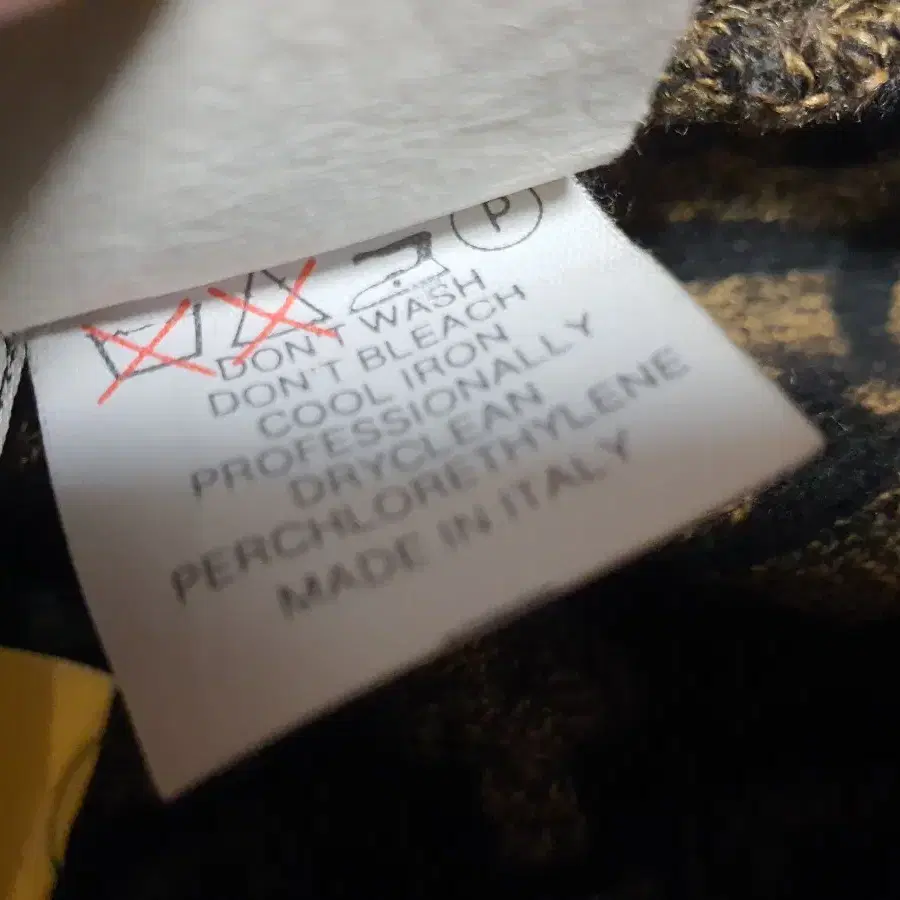 P
DON'T WASH
DON'T BLEACH
COOL IRON
PROFESSIONALLY
DRYCLEAN
PERCHLORETHYLENE
MADE IN ITALY